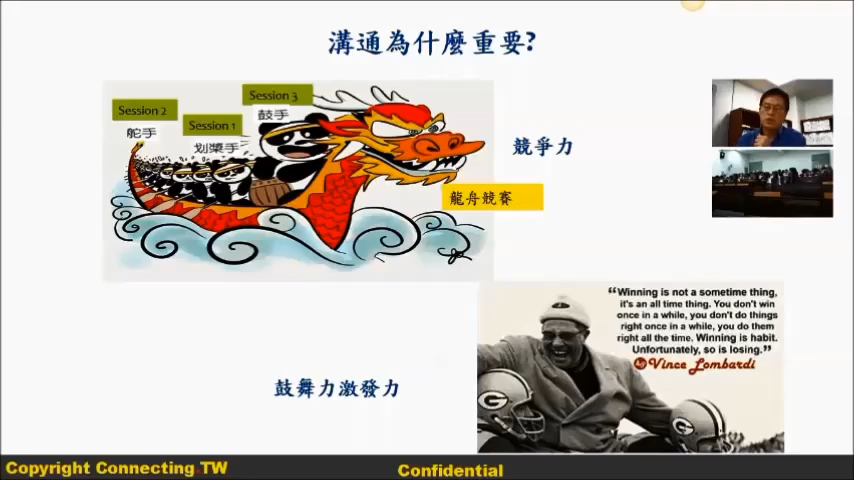 溝通為什麼重要?
Session 3
鼓手
Session 2
舵手
Session 1
划槳手
競爭力
龍舟競賽
“Winning is not a sometime thing,
it's an all time thing. You don't win
once in a while, you don't do things
right once in a while, you do them
right all the time. Winning is habit.
Unfortunately, so is losing.”
Vince Lombardi
鼓舞力激發力
G
G
Copyright Connecting.TW
Confidential